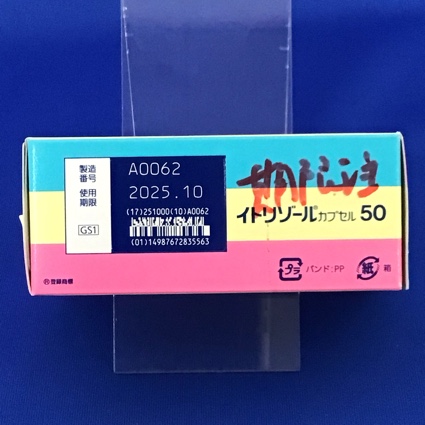 製造番号 A0062
使用期限 2025.10
(17)251000(10)A0062
GS1
(01)14987672835563
期限注
イトリゾールカプセル 50
プラ バンド:PP 紙 箱
Ⓡ登録商標